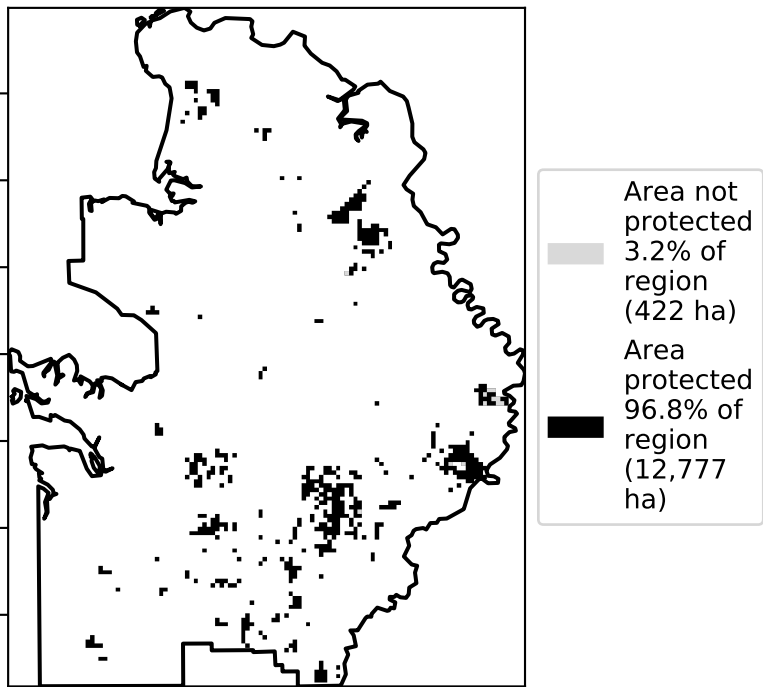 Area not
protected
3.2% of
region
(422 ha)
Area
protected
96.8% of
region
(12,777
ha)